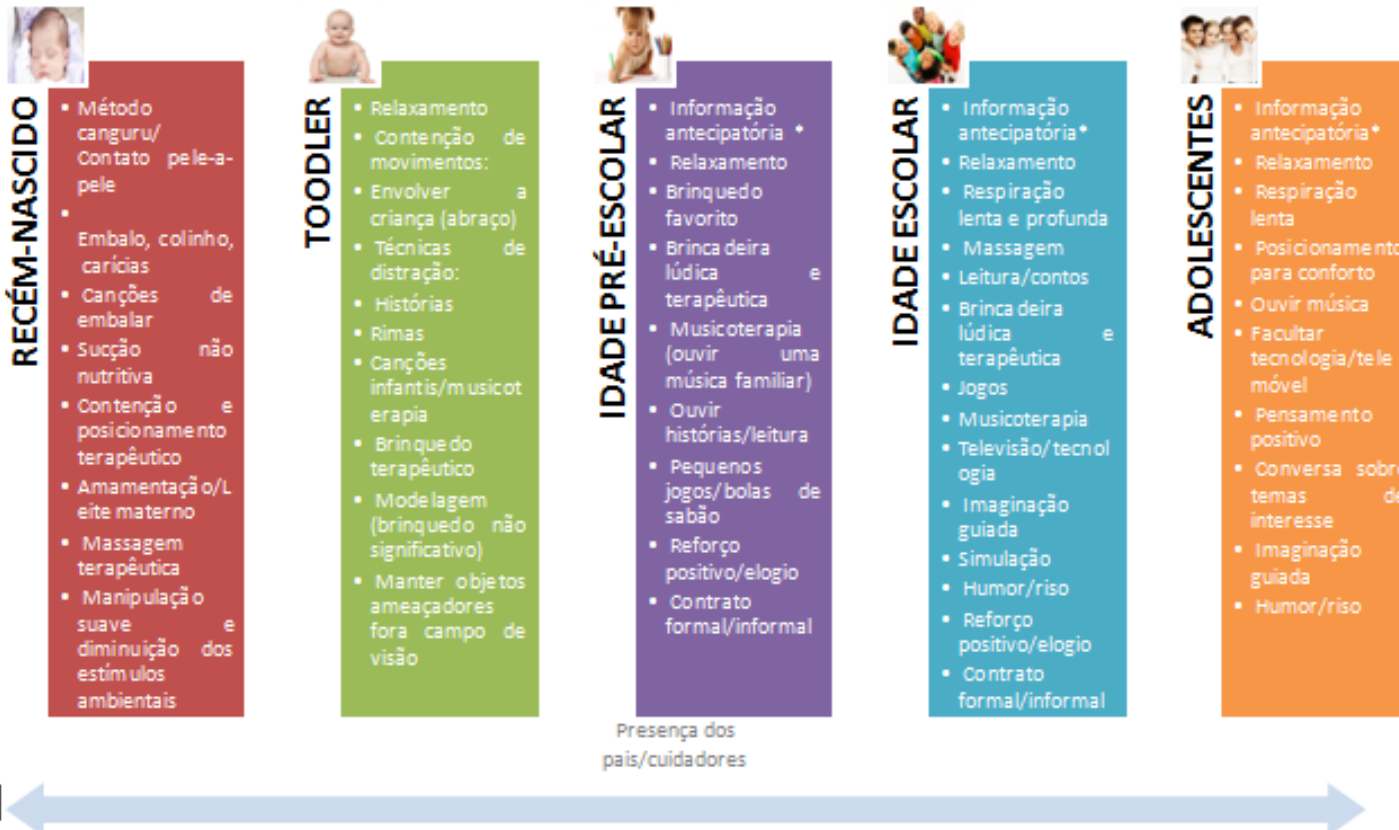 RECÉM-NASCIDO
• Método
canguru/
Contato pele-a-
pele
•
Embalo, colinho,
carícias
• Canções de
embalar
• Sucção não
nutritiva
• Contenção e
posicionamento
terapêutico
• Amamentação/L
eite materno
• Massagem
terapêutica
• Manipulação
suave e
diminuição dos
estímulos
ambientais
TOODLER
• Relaxamento
• Contenção de
movimentos:
• Envolver a
criança (abraço)
• Técnicas de
distração:
• Histórias
• Rimas
• Canções
infantis/musicot
erapia
• Brinquedo
terapêutico
• Modelagem
(brinquedo não
significativo)
• Manter objetos
ameaçadores
fora campo de
visão
IDADE PRÉ-ESCOLAR
• Informação
antecipatória *
• Relaxamento
• Brinquedo
favorito
• Brincadeira
lúdica e
terapêutica
• Musicoterapia
(ouvir uma
música familiar)
• Ouvir
histórias/leitura
• Pequenos
jogos/bolas de
sabão
• Reforço
positivo/elogio
• Contrato
formal/informal
IDADE ESCOLAR
• Informação
antecipatória*
• Relaxamento
• Respiração
lenta e profunda
• Massagem
• Leitura/contos
• Brincadeira
lúdica e
terapêutica
• Jogos
• Musicoterapia
• Televisão/tecnol
ogia
• Imaginação
guiada
• Simulação
• Humor/riso
• Reforço
positivo/elogio
• Contrato
formal/informal
ADOLESCENTES
• Informação
antecipatória*
• Relaxamento
• Respiração
lenta
• Posicionamento
para conforto
• Ouvir música
• Facultar
tecnologia/tele
móvel
• Pensamento
positivo
• Conversa sobre
temas de
interesse
• Imaginação
guiada
• Humor/riso
Presença dos
pais/cuidadores